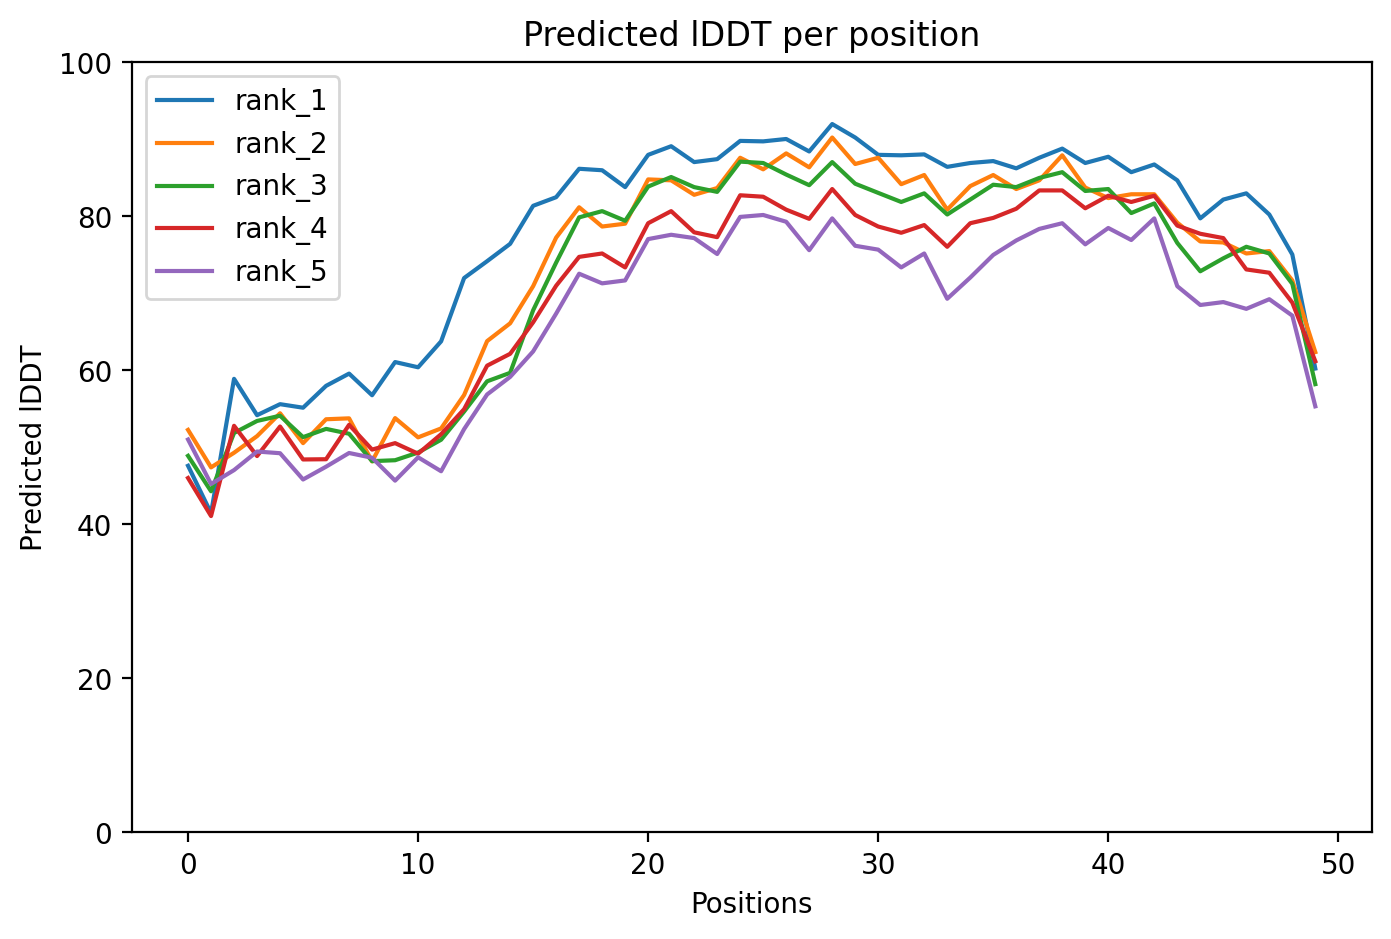 Predicted lDDT per position
100
80
60
40
20
0
Predicted lDDT
rank_1
rank_2
rank_3
rank_4
rank_5
0 10 20 30 40 50
Positions